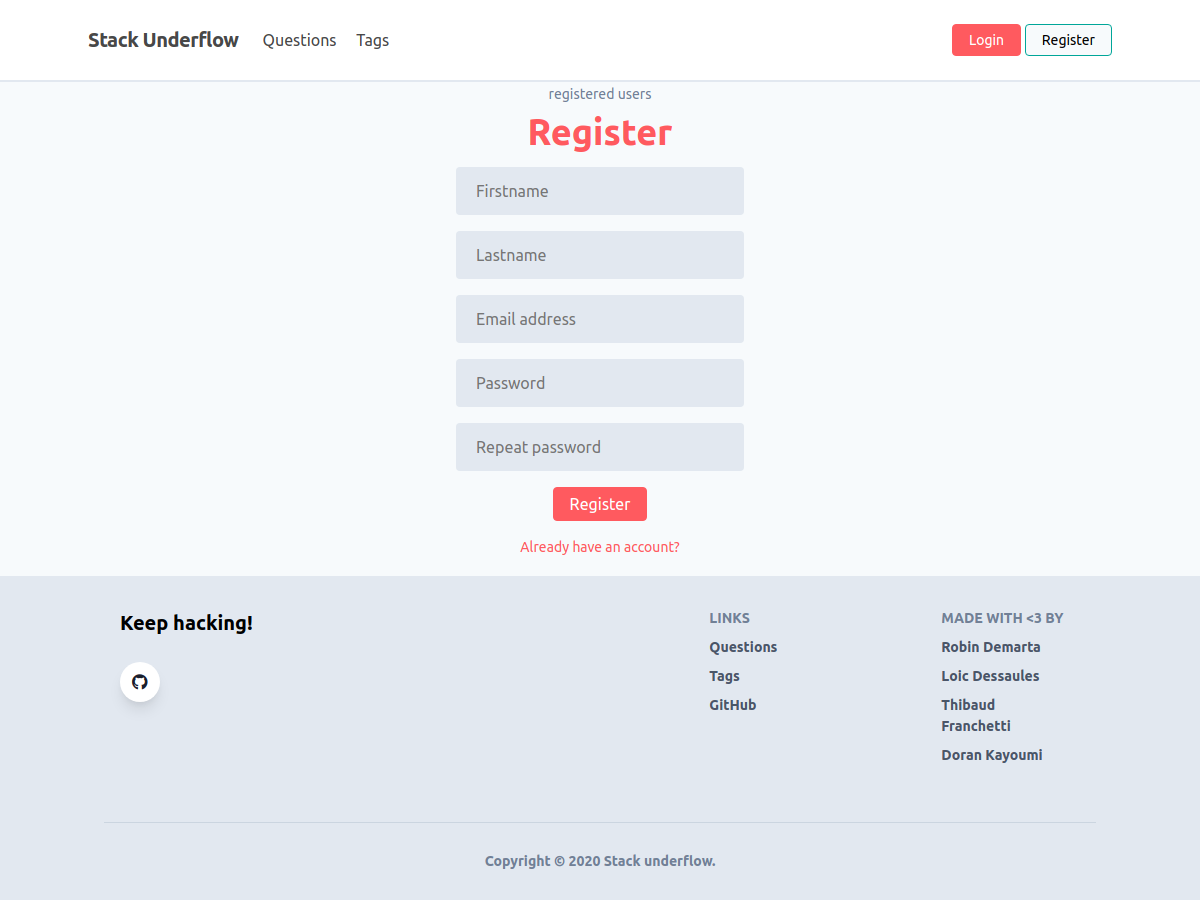 Stack Underflow Questions Tags Login Register
registered users
Register
Firstname
Lastname
Email address
Password
Repeat password
Register
Already have an account?
Keep hacking!
LINKS
Questions
Tags
GitHub
MADE WITH <3 BY
Robin Demarta
Loic Dessaules
Thibaud
Franchetti
Doran Kayoumi
Copyright © 2020 Stack underflow.